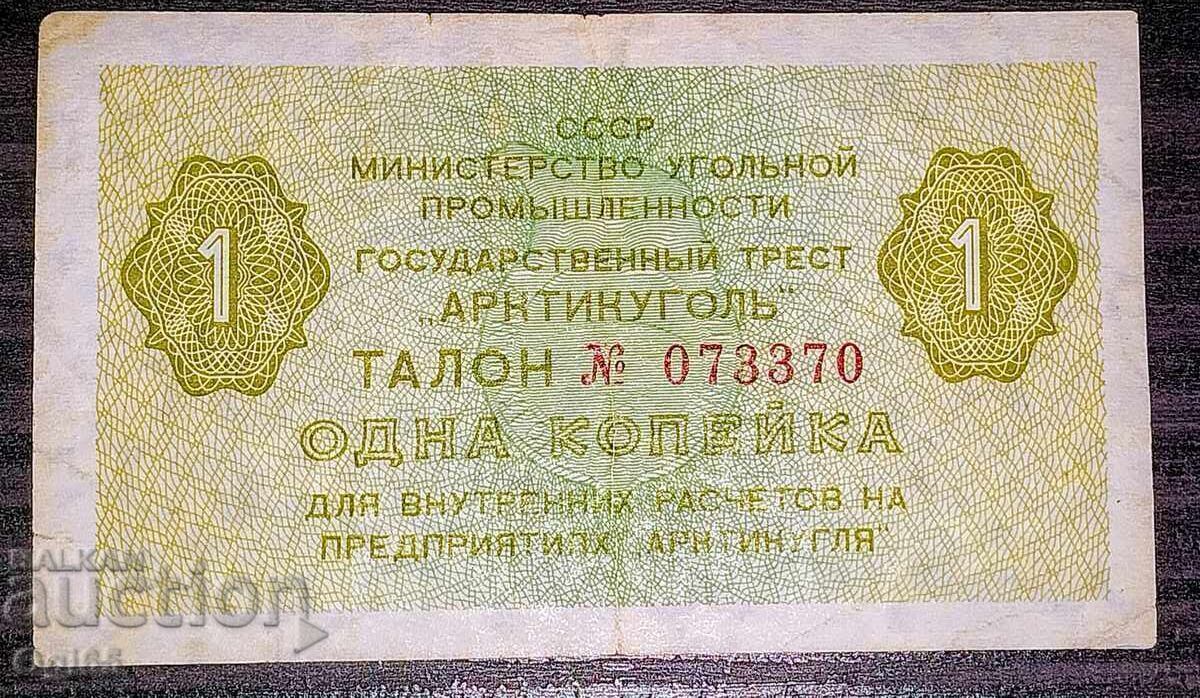 СССР
МИНИСТЕРСТВО УГОЛЬНОЙ
ПРОМЫШЛЕННОСТИ
ГОСУДАРСТВЕННЫЙ ТРЕСТ
„АРКТИКУГОЛЬ"
1 1
ТАЛОН № 073370
ОДНА КОПЕЙКА
ДЛЯ ВНУТРЕННИХ РАСЧЕТОВ НА
ПРЕДПРИЯТИЯХ „АРКТИКУГЛЯ"
BALKAN
auction
Ogi65